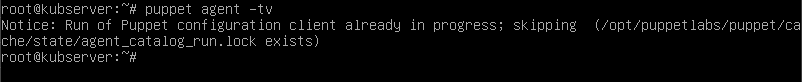 root@kubserver:~# puppet agent -tv
Notice: Run of Puppet configuration client already in progress; skipping  (/opt/puppetlabs/puppet/ca
che/state/agent_catalog_run.lock exists)
root@kubserver:~#